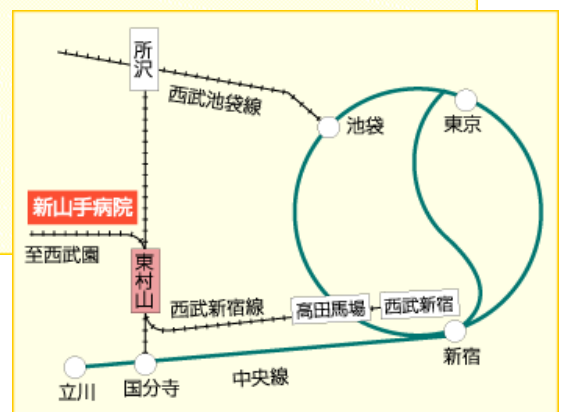 所沢
西武池袋線
池袋
東京
新山手病院
至西武園
東村山
西武新宿線
高田馬場
西武新宿
新宿
中央線
国分寺
立川